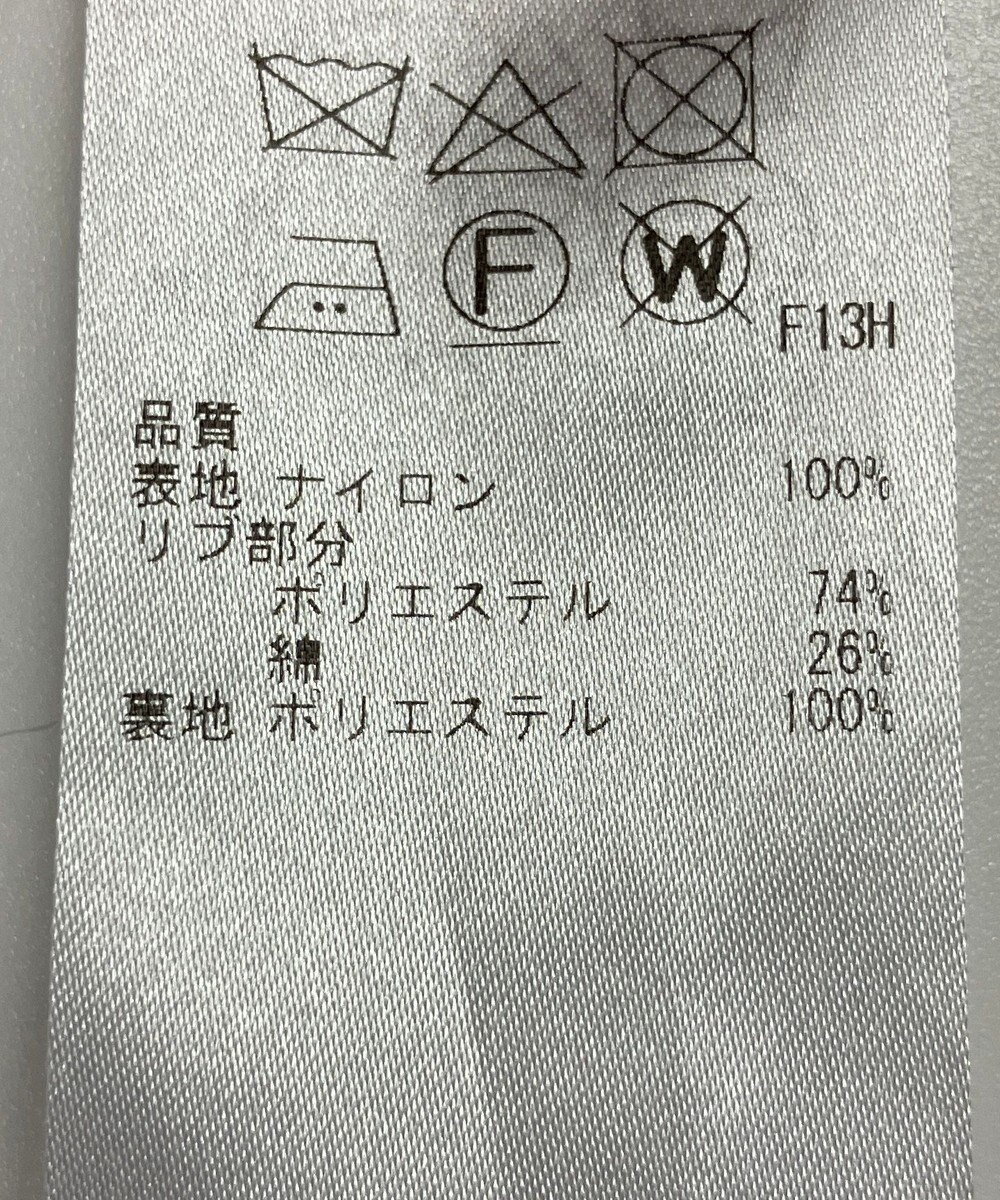 F W F13H
品質
表地 ナイロン 100%
リブ部分
ポリエステル 74%
綿 26%
裏地 ポリエステル 100%